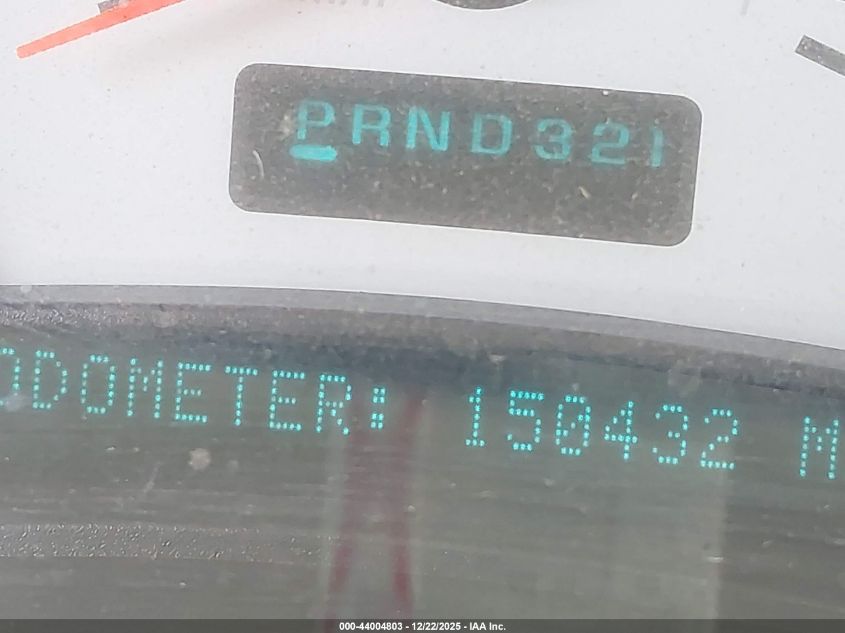 PRND321
ODOMETER: 150432 M
000-44004803 - 12/22/2025 - IAA Inc.